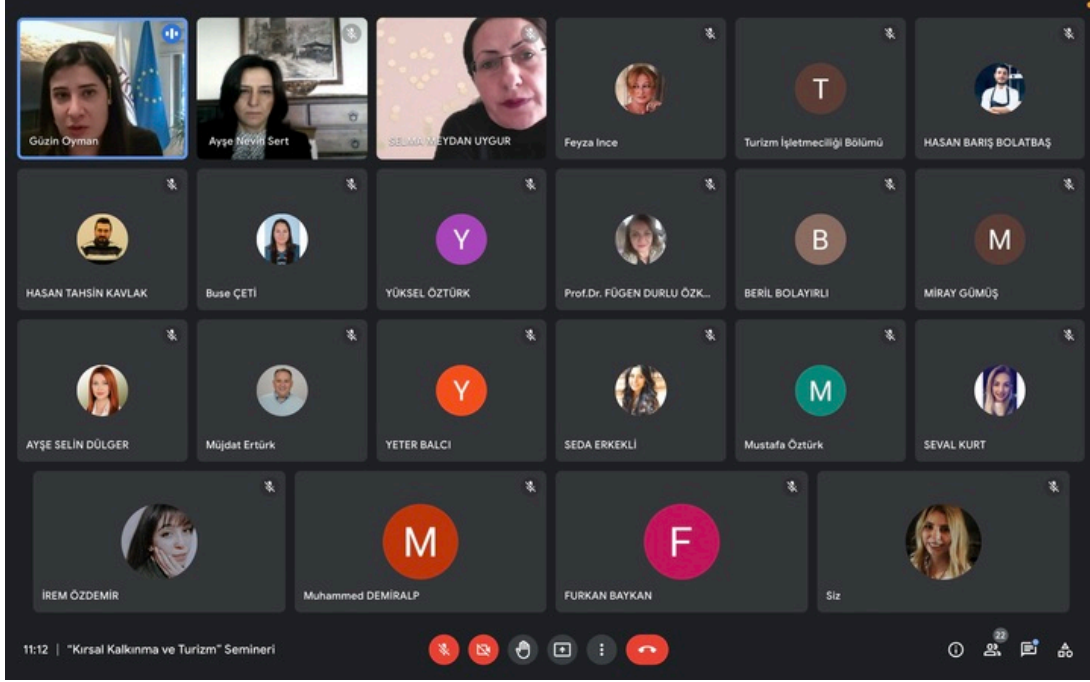 Güzin Oyman
Ayşe Nevin Sert
SELMA MEYDAN UYGUR
Feyza Ince
T
Turizm İşletmeciliği Bölümü
HASAN BARIŞ BOLATBAŞ
HASAN TAHSİN KAVLAK
Buse ÇETİ
Y
YÜKSEL ÖZTÜRK
Prof.Dr. FÜGEN DURLU ÖZK...
B
BERİL BOLAYIRLI
M
MİRAY GÜMÜŞ
AYŞE SELİN DÜLGER
Müjdat Ertürk
Y
YETER BALCI
SEDA ERKEKLİ
M
Mustafa Öztürk
SEVAL KURT
İREM ÖZDEMİR
M
Muhammed DEMİRALP
F
FURKAN BAYKAN
Siz
11:12 | "Kırsal Kalkınma ve Turizm" Semineri
22